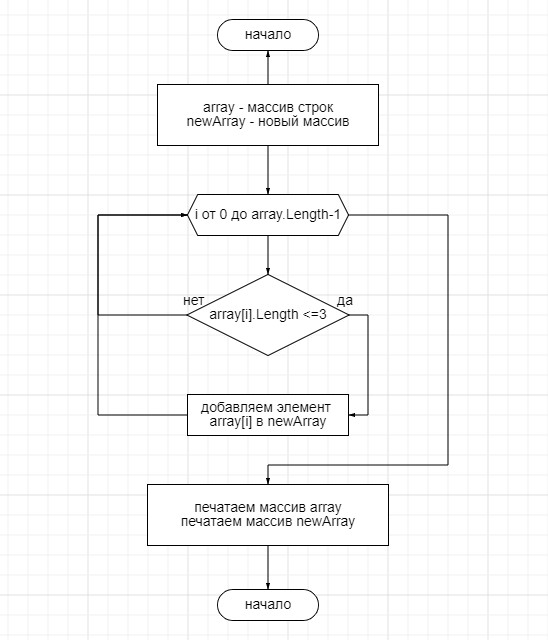 начало
array - массив строк
newArray - новый массив
i от 0 до array.Length-1
нет
да
array[i].Length <=3
добавляем элемент
array[i] в newArray
печатаем массив array
печатаем массив newArray
начало